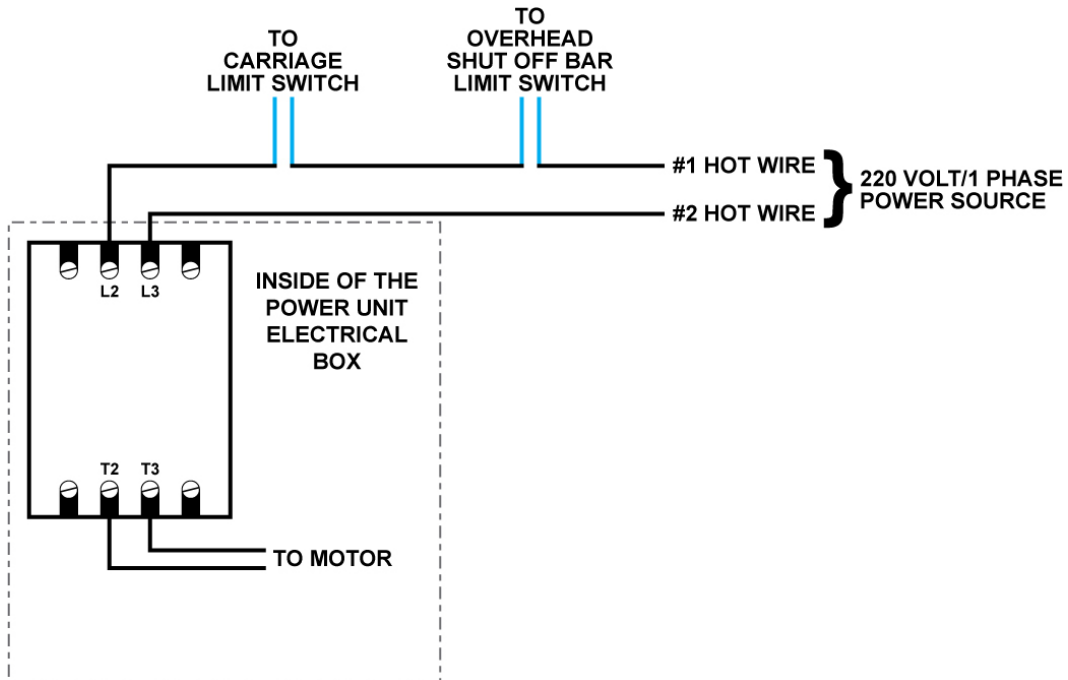 TO
CARRIAGE
LIMIT SWITCH
TO
OVERHEAD
SHUT OFF BAR
LIMIT SWITCH
#1 HOT WIRE
#2 HOT WIRE
220 VOLT/1 PHASE
POWER SOURCE
L2 L3
INSIDE OF THE
POWER UNIT
ELECTRICAL
BOX
T2 T3
TO MOTOR